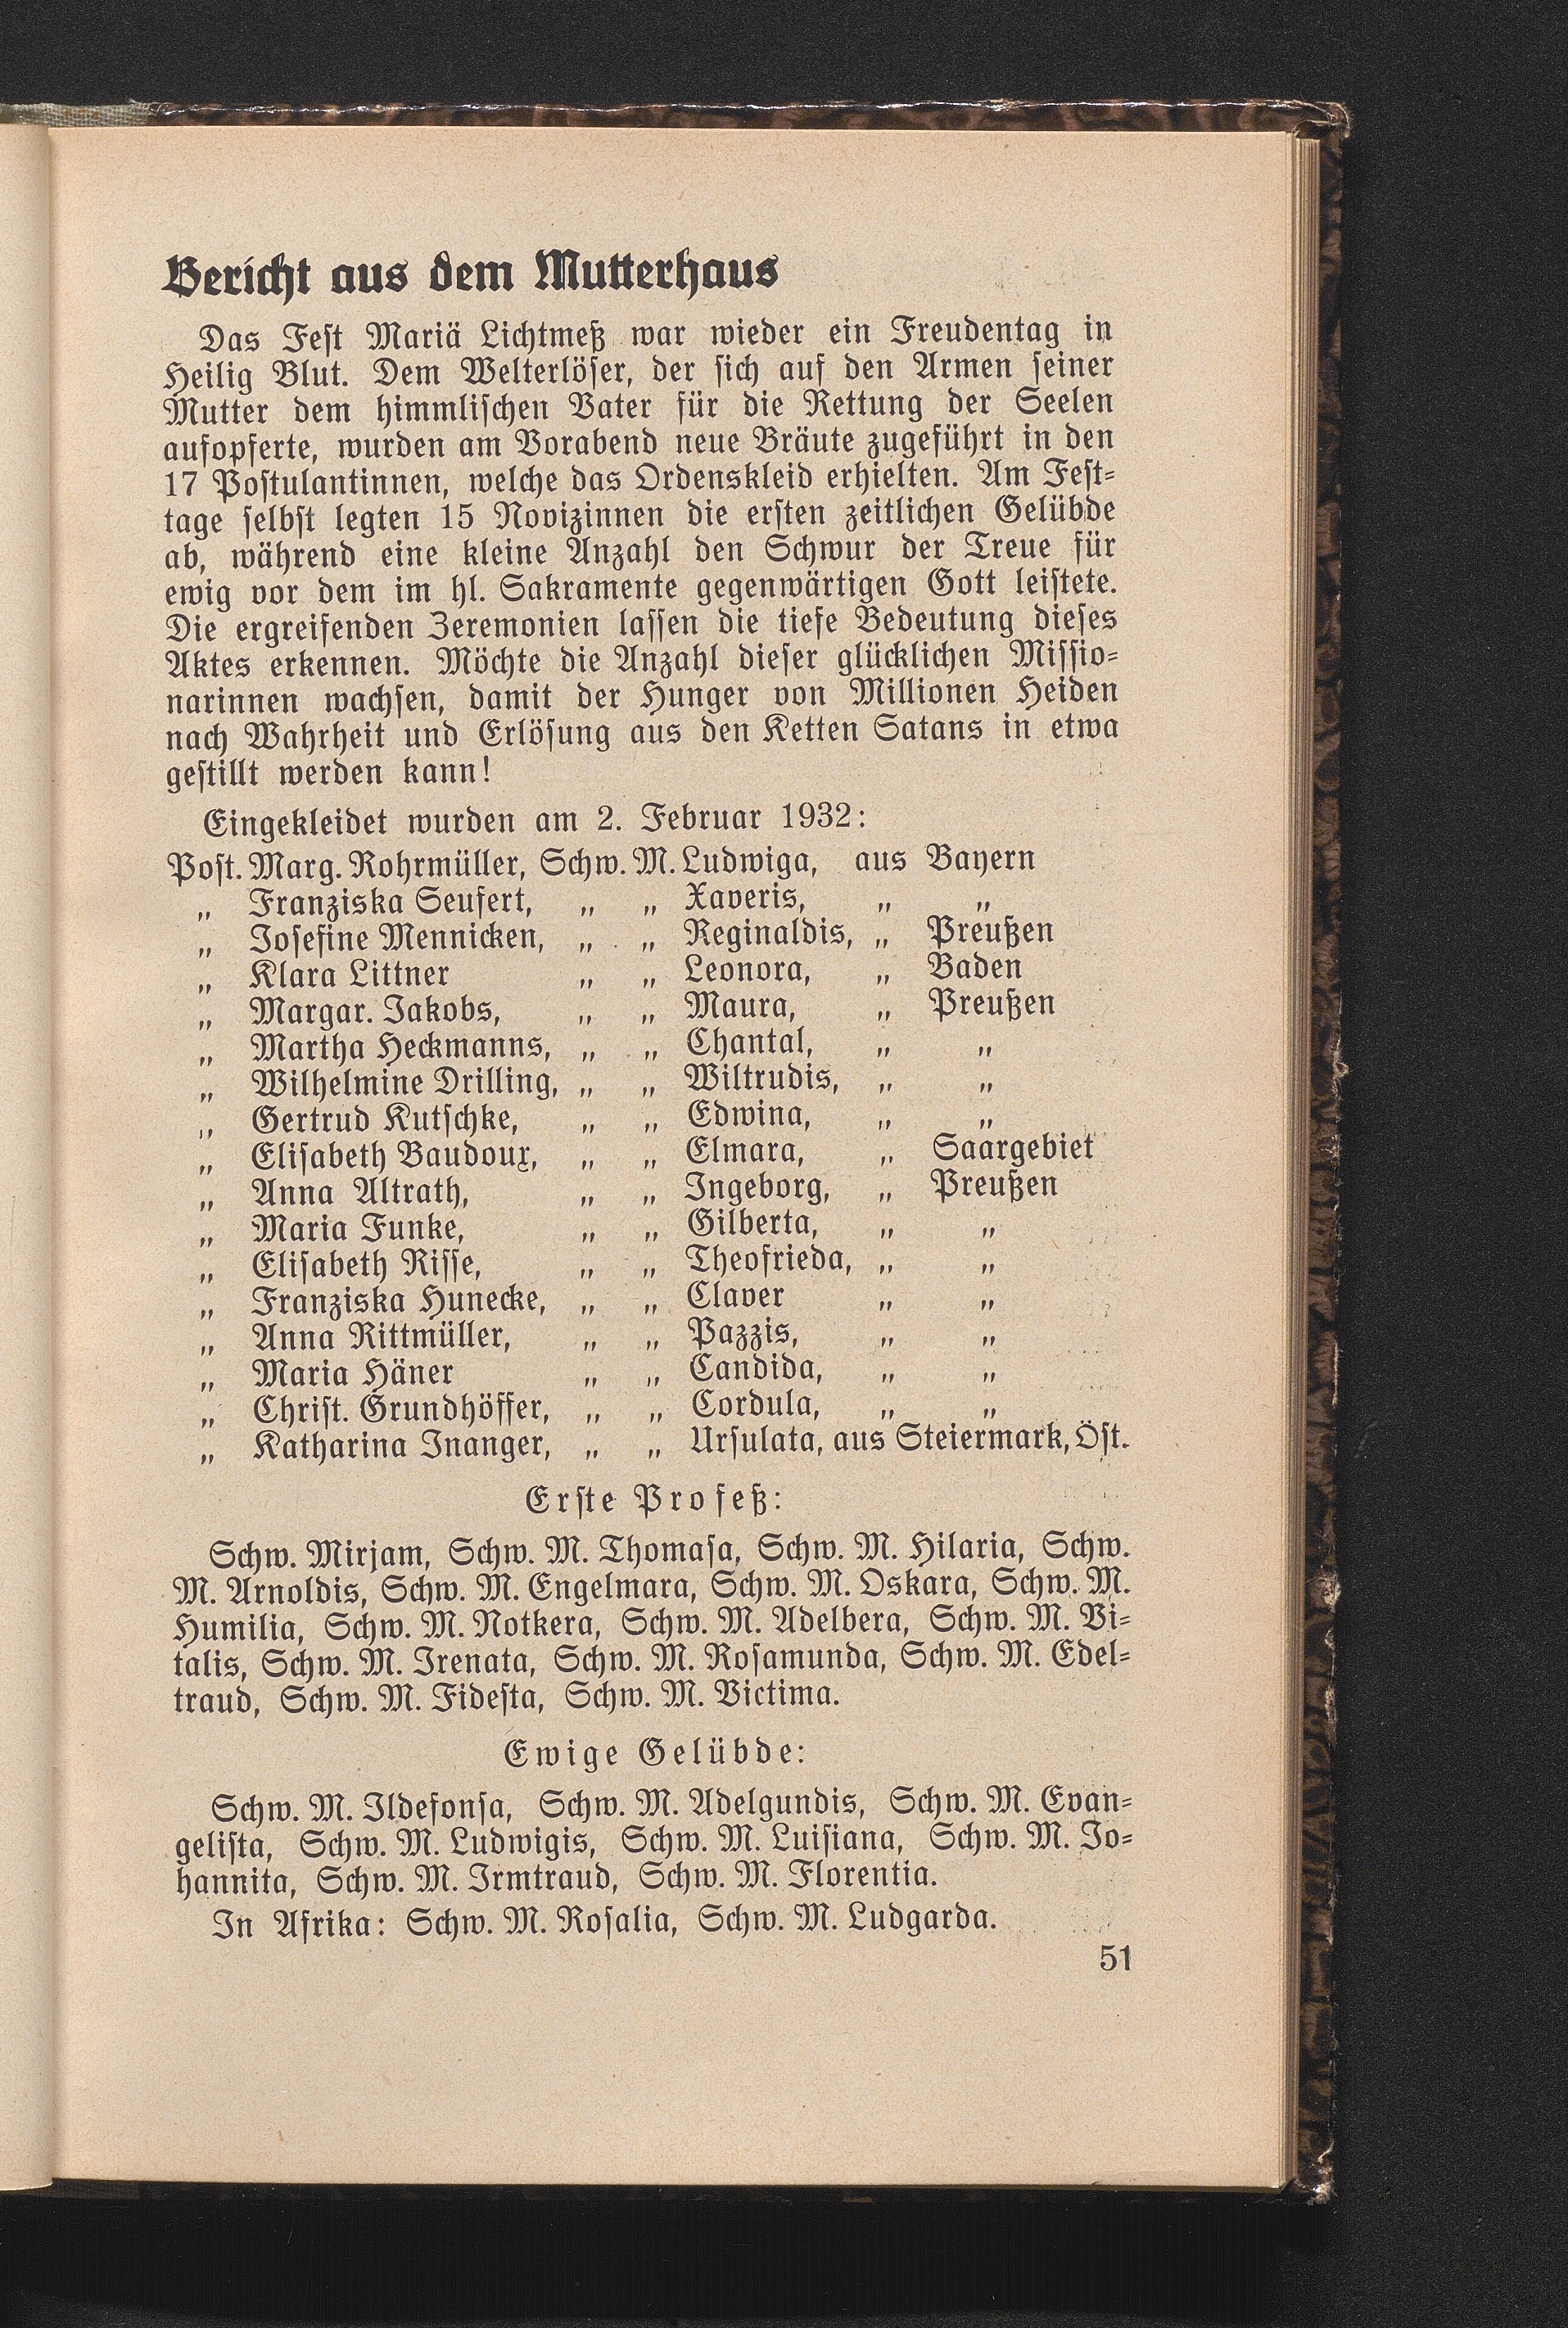 Bericht aus dem Mutterhaus
Das Fest Mariä Lichtmeß war wieder ein Freudentag in
Heilig Blut. Dem Welterlöser, der sich auf den Armen seiner
Mutter dem himmlischen Vater für die Rettung der Seelen
aufopferte, wurden am Vorabend neue Bräute zugeführt in den
17 Postulantinnen, welche das Ordenskleid erhielten. Am Fest-
tage selbst legten 15 Novizinnen die ersten zeitlichen Gelübde
ab, während eine kleine Anzahl den Schwur der Treue für
ewig vor dem im hl. Sakramente gegenwärtigen Gott leistete.
Die ergreifenden Zeremonien lassen die tiefe Bedeutung dieses
Aktes erkennen. Möchte die Anzahl dieser glücklichen Missio-
narinnen wachsen, damit der Hunger von Millionen Heiden
nach Wahrheit und Erlösung aus den Ketten Satans in etwa
gestillt werden kann!
Eingekleidet wurden am 2. Februar 1932:
Post. Marg. Rohrmüller, Schw. M. Ludwiga, aus Bayern
„ Franziska Seufert, „ „ Xaveris, „ „
„ Josefine Mennicken, „ „ Reginaldis, „ Preußen
„ Klara Littner „ „ Leonora, „ Baden
„ Margar. Jakobs, „ „ Maura, „ Preußen
„ Martha Heckmanns, „ „ Chantal, „ „
„ Wilhelmine Drilling, „ „ Wiltrudis, „ „
„ Gertrud Kutschke, „ „ Edwina, „ „
„ Elisabeth Baudoux, „ „ Elmara, „ Saargebiet
„ Anna Altrath, „ „ Ingeborg, „ Preußen
„ Maria Funke, „ „ Gilberta, „ „
„ Elisabeth Risse, „ „ Theofrieda, „ „
„ Franziska Hunecke, „ „ Claver „ „
„ Anna Rittmüller, „ „ Pazzis, „ „
„ Maria Häner „ „ Candida, „ „
„ Christ. Grundhöffer, „ „ Cordula, „ „
„ Katharina Inanger, „ „ Ursulata, aus Steiermark, Öst.
Erste Profeß:
Schw. Mirjam, Schw. M. Thomasa, Schw. M. Hilaria, Schw.
M. Arnoldis, Schw. M. Engelmara, Schw. M. Oskara, Schw. M.
Humilia, Schw. M. Notkera, Schw. M. Adelbera, Schw. M. Vi-
talis, Schw. M. Irenata, Schw. M. Rosamunda, Schw. M. Edel-
traud, Schw. M. Fidesta, Schw. M. Victima.
Ewige Gelübde:
Schw. M. Ildefonsa, Schw. M. Adelgundis, Schw. M. Evan-
gelista, Schw. M. Ludwigis, Schw. M. Luisiana, Schw. M. Jo-
hannita, Schw. M. Irmtraud, Schw. M. Florentia.
In Afrika: Schw. M. Rosalia, Schw. M. Ludgarda.
51